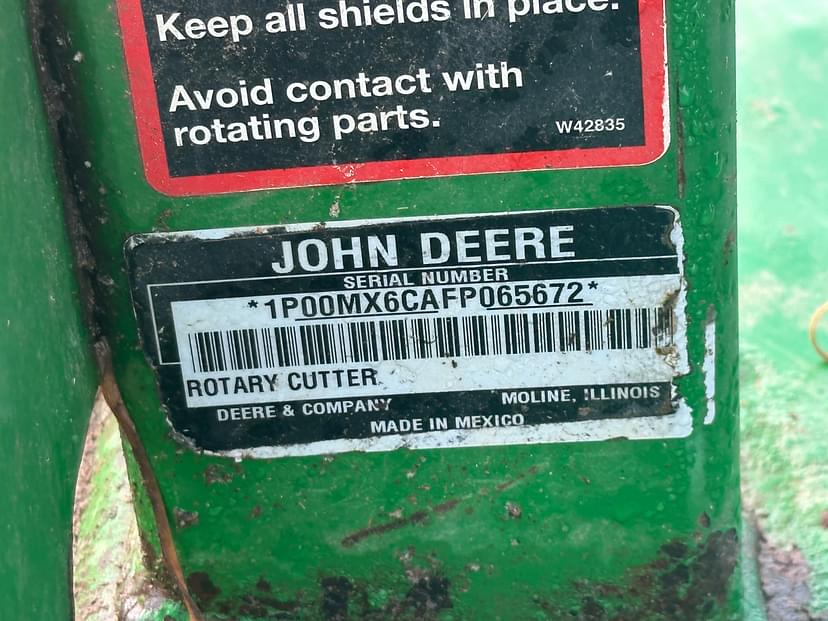 Keep all shields in place.
Avoid contact with
rotating parts.
W42835
JOHN DEERE
SERIAL NUMBER
*1P00MX6CAFP065672*
ROTARY CUTTER
DEERE & COMPANY MOLINE, ILLINOIS
MADE IN MEXICO